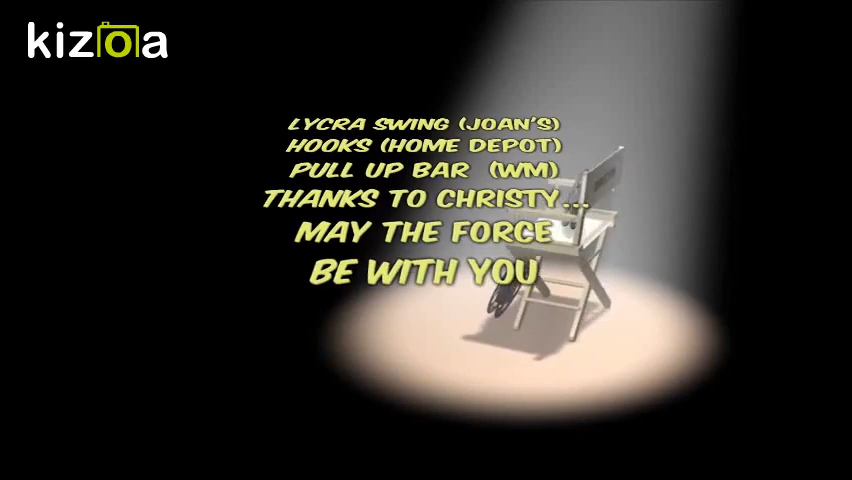 kizoa
LYCRA SWING (JOAN'S)
HOOKS (HOME DEPOT)
PULL UP BAR (WM)
THANKS TO CHRISTY...
MAY THE FORCE
BE WITH YOU